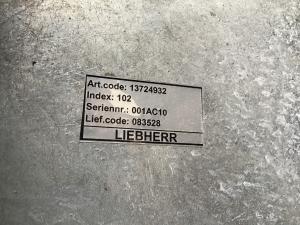 Art.code: 13724932
Index: 102
Seriennr.: 001AC10
Lief.code: 083528
LIEBHERR